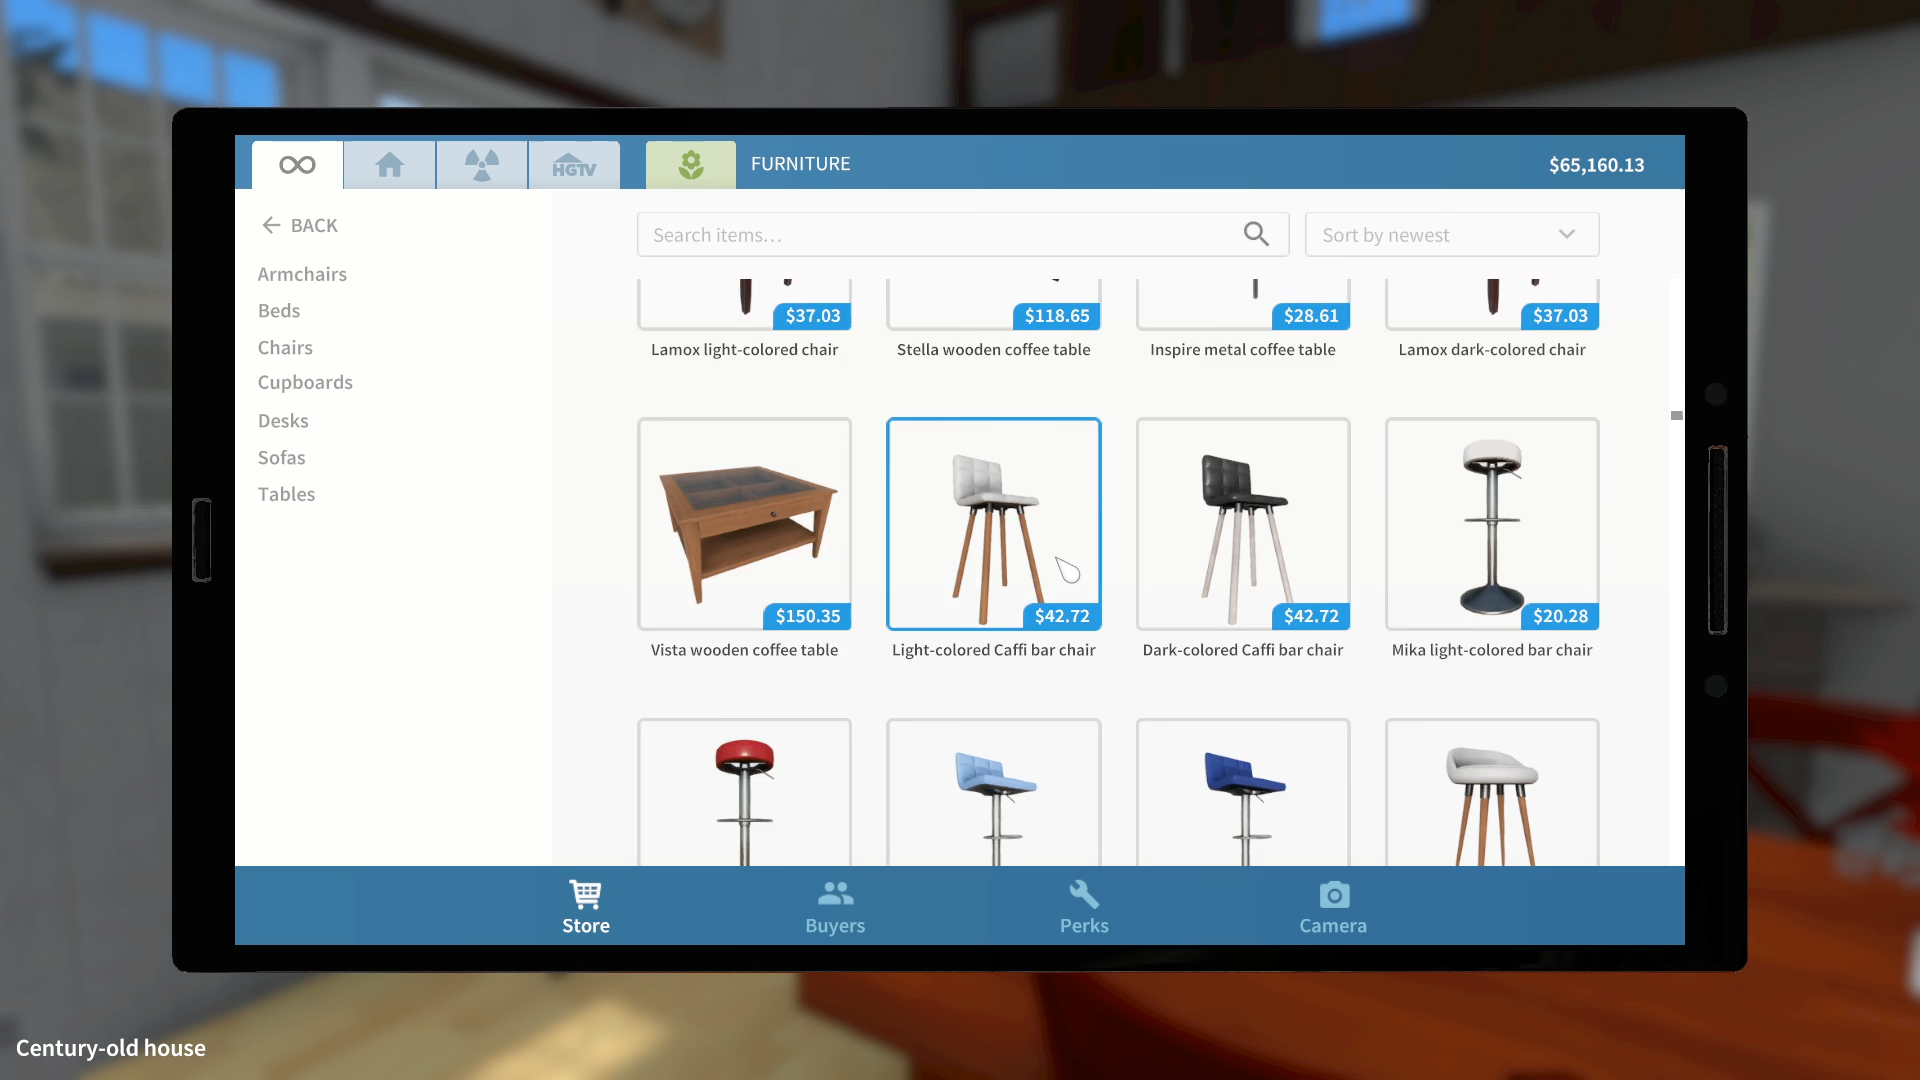 HGTV
FURNITURE
$65,160.13
BACK
Search items...
Sort by newest
Armchairs
Beds
Chairs
Cupboards
Desks
Sofas
Tables
$37.03
$118.65
$28.61
$37.03
Lamox light-colored chair
Stella wooden coffee table
Inspire metal coffee table
Lamox dark-colored chair
$150.35
$42.72
$42.72
$20.28
Vista wooden coffee table
Light-colored Caffi bar chair
Dark-colored Caffi bar chair
Mika light-colored bar chair
Store
Buyers
Perks
Camera
Century-old house